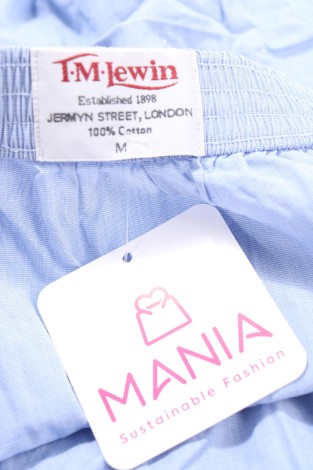 T·M·Lewin
Established 1898
JERMYN STREET, LONDON
100% Cotton
M
MANIA
Sustainable Fashion